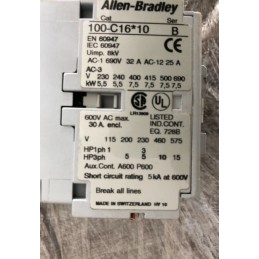 Allen-Bradley
Cat Ser
100-C16*10 B
EN 60947
IEC 60947
Uimp. 8kV
AC-1 690V 32 A AC-12 25 A
AC-3
V 230 240 400 415 500 690
kW 5,5 5,5 7,5 7,5 7,5 7,5
CE
600V AC max.
30 A. encl.
LISTED
IND.CONT.
EQ. 728B
V 115 200 230 460 575
HP1ph 1 3
HP3ph 5 5 10 15
Aux.Cont. A600 P600
Short circuit rating 5kA at 600V
Break all lines
MADE IN SWITZERLAND